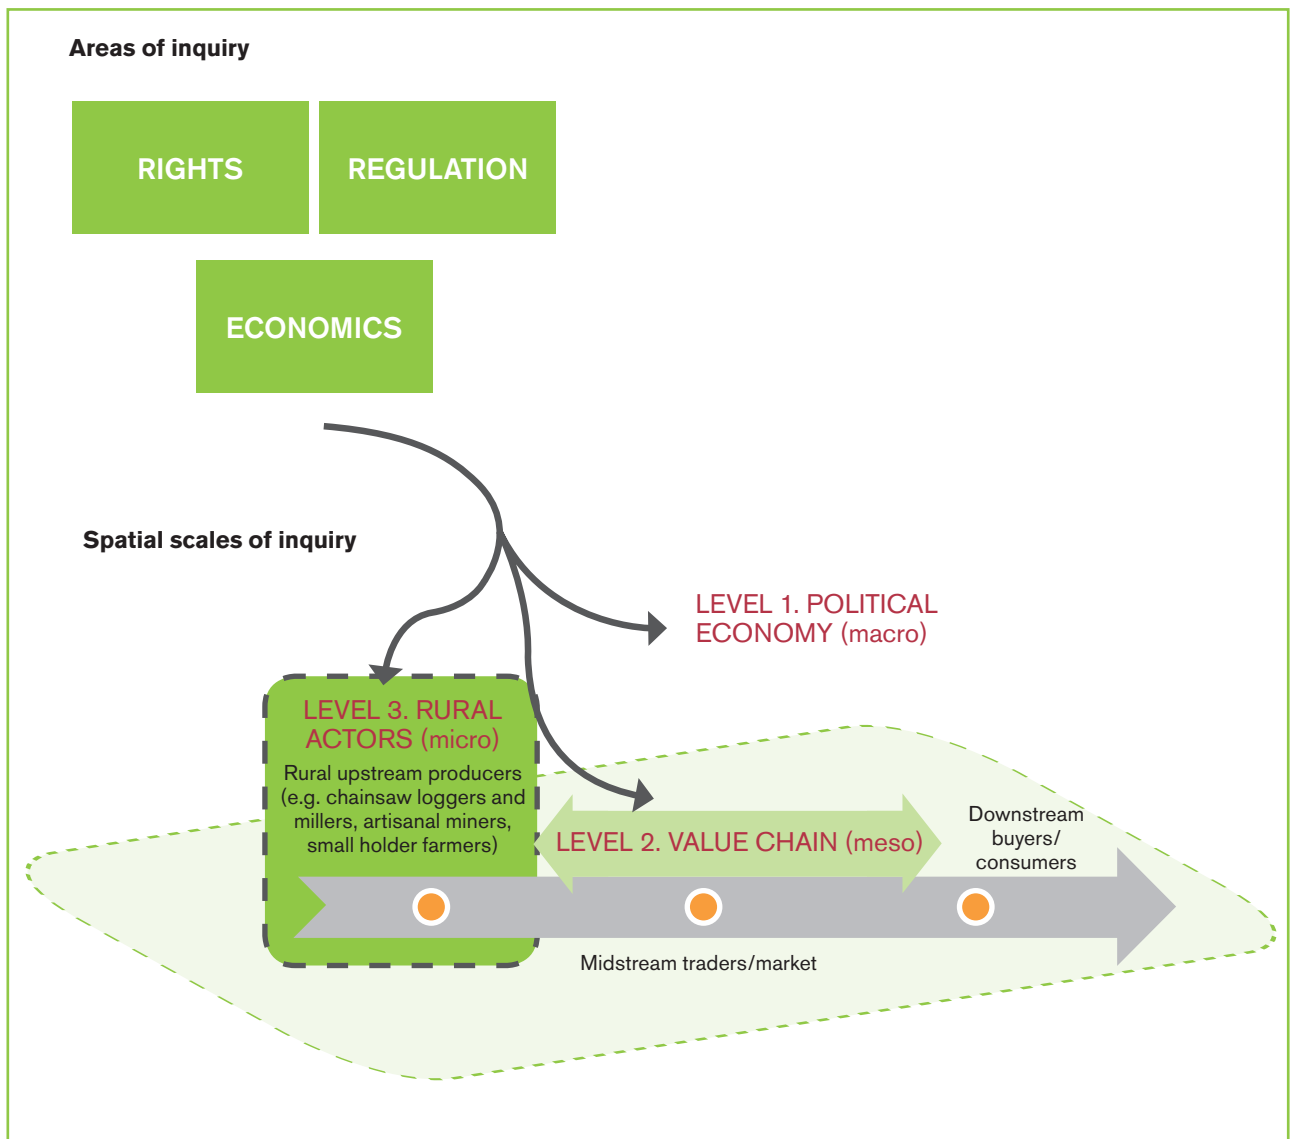 Areas of inquiry
RIGHTS
REGULATION
ECONOMICS
Spatial scales of inquiry
LEVEL 1. POLITICAL
ECONOMY (macro)
LEVEL 3. RURAL
ACTORS (micro)
Rural upstream producers
(e.g. chainsaw loggers and
millers, artisanal miners,
small holder farmers)
LEVEL 2. VALUE CHAIN (meso)
Downstream
buyers/
consumers
Midstream traders/market